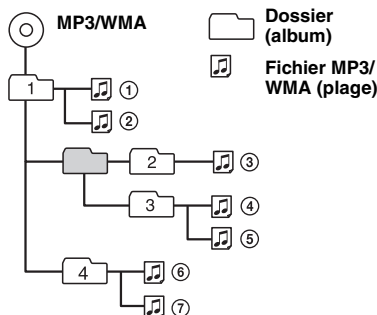 MP3/WMA
Dossier
(album)
Fichier MP3/
WMA (plage)
1
①
②
2
③
3
④
⑤
4
⑥
⑦